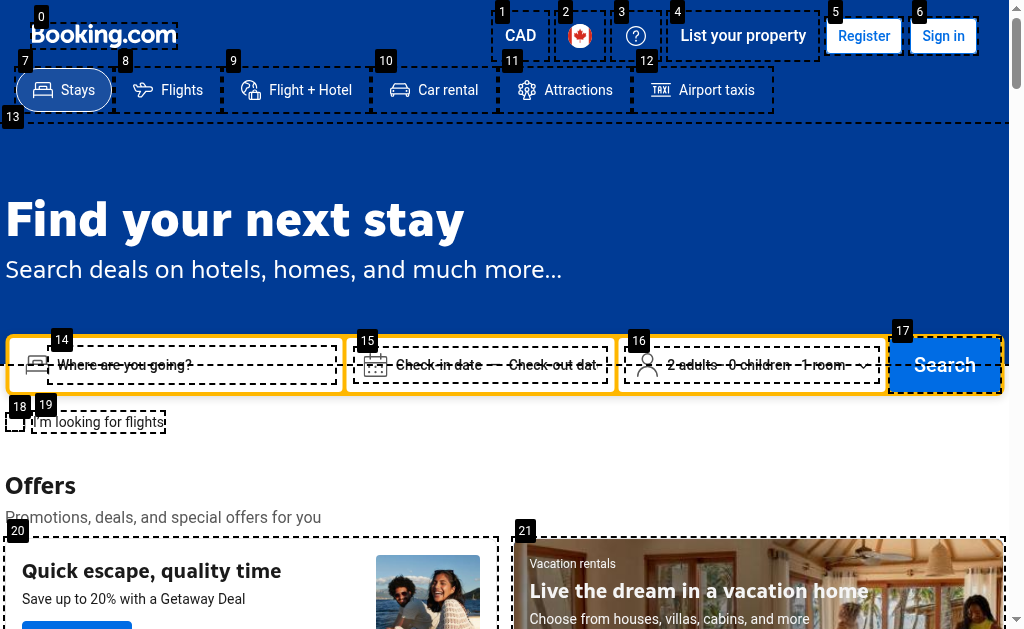 0
Booking.com
1
CAD
2
3
4
List your property
5
Register
6
Sign in
7
Stays
8
Flights
9
Flight + Hotel
10
Car rental
11
Attractions
12
Airport taxis
TAXI
13
Find your next stay
Search deals on hotels, homes, and much more...
14
Where are you going?
15
Check-in date — Check-out dat
16
2 adults · 0 children · 1 room
17
Search
18
19
I'm looking for flights
Offers
Promotions, deals, and special offers for you
20
Quick escape, quality time
Save up to 20% with a Getaway Deal
21
Vacation rentals
Live the dream in a vacation home
Choose from houses, villas, cabins, and more